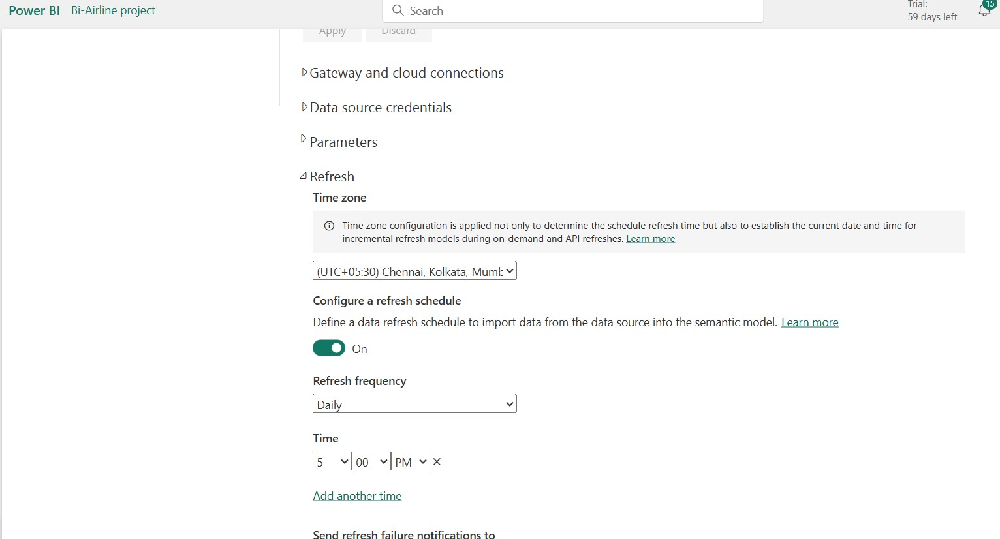 Power BI Bi-Airline project
Search
Trial:
59 days left
15
Apply Discard
Gateway and cloud connections
Data source credentials
Parameters
Refresh
Time zone
Time zone configuration is applied not only to determine the schedule refresh time but also to establish the current date and time for
incremental refresh models during on-demand and API refreshes. Learn more
(UTC+05:30) Chennai, Kolkata, Mumb
Configure a refresh schedule
Define a data refresh schedule to import data from the data source into the semantic model. Learn more
On
Refresh frequency
Daily
Time
5 00 PM
Add another time
Send refresh failure notifications to